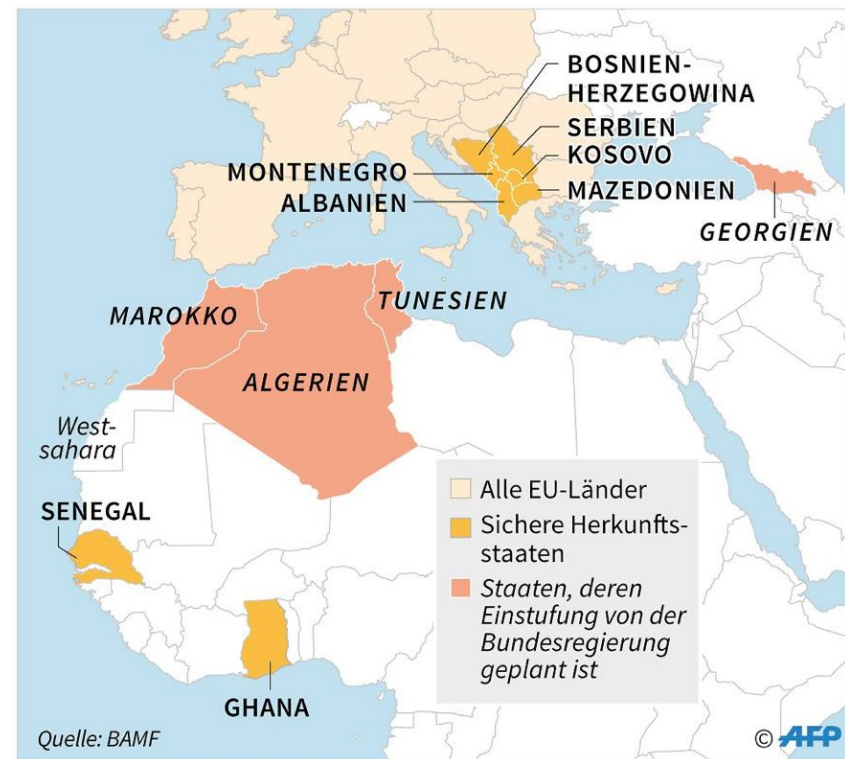 BOSNIEN-
HERZEGOWINA
SERBIEN
KOSOVO
MONTENEGRO
MAZEDONIEN
ALBANIEN
GEORGIEN
TUNESIEN
MAROKKO
ALGERIEN
West-
sahara
SENEGAL
GHANA
Alle EU-Länder
Sichere Herkunfts-
staaten
Staaten, deren
Einstufung von der
Bundesregierung
geplant ist
Quelle: BAMF
© AFP